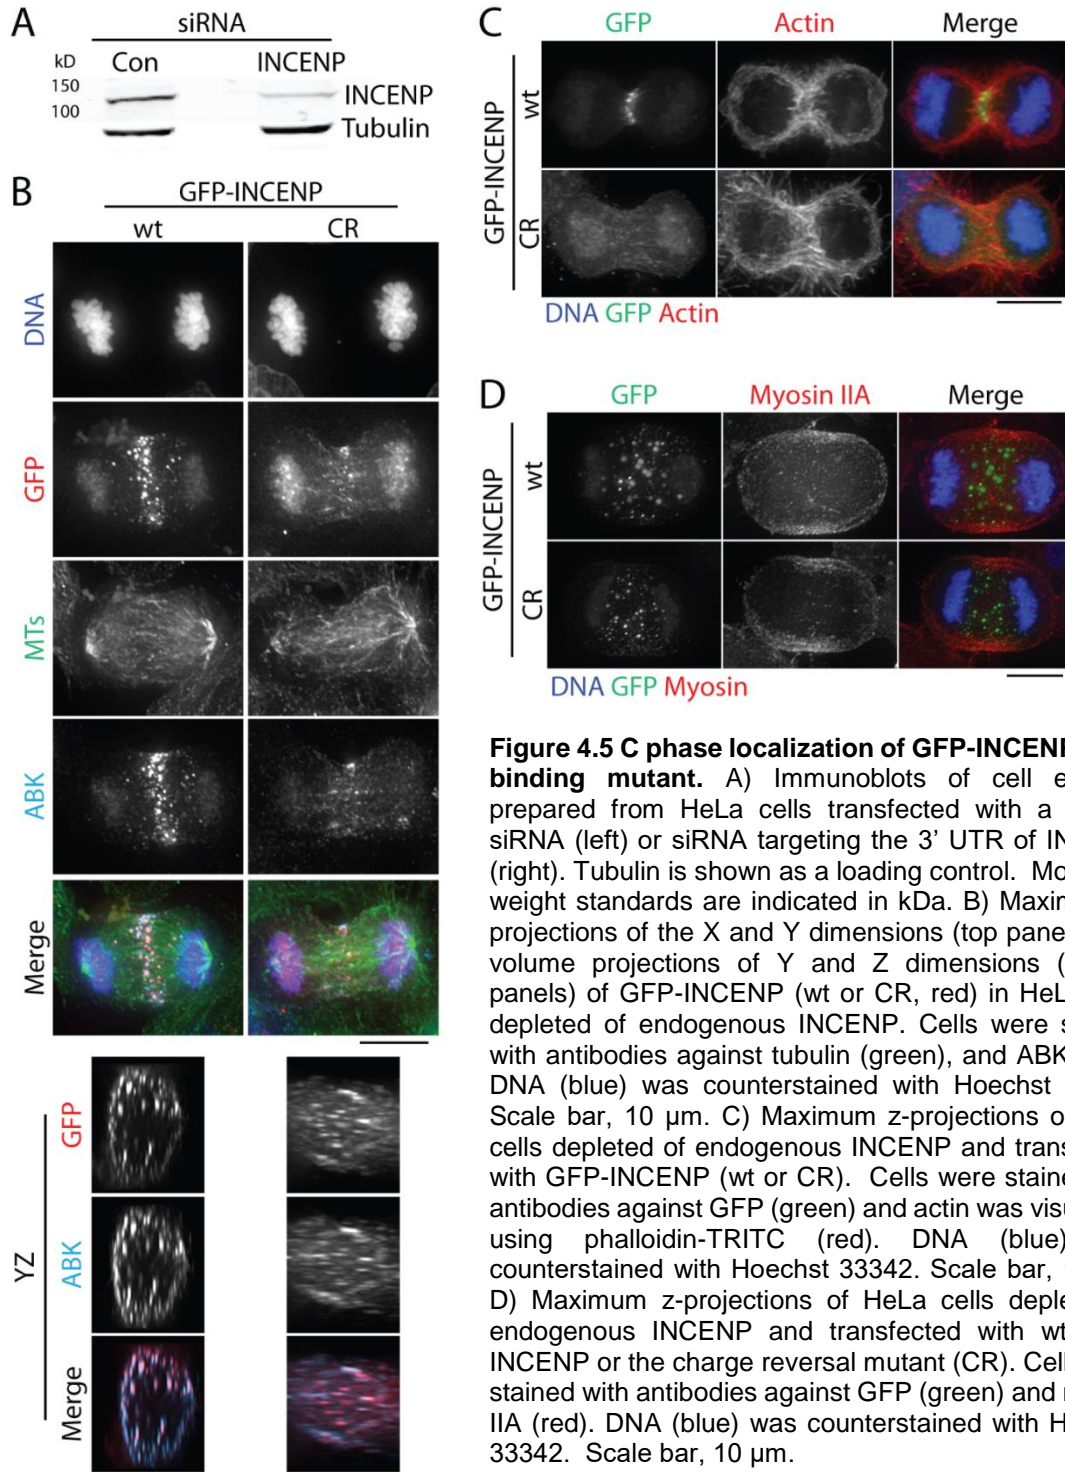 A
siRNA
kD
Con
INCENP
150
INCENP
100
Tubulin
B
GFP-INCENP
wt
CR
DNA
GFP
MTs
ABK
Merge
YZ
GFP
ABK
Merge
C
GFP
Actin
Merge
GFP-INCENP
wt
CR
DNA GFP Actin
D
GFP
Myosin IIA
Merge
GFP-INCENP
wt
CR
DNA GFP Myosin
Figure 4.5 C phase localization of GFP-INCENP
binding mutant. A) Immunoblots of cell e
prepared from HeLa cells transfected with a
siRNA (left) or siRNA targeting the 3’ UTR of IN
(right). Tubulin is shown as a loading control. Mo
weight standards are indicated in kDa. B) Maxim
projections of the X and Y dimensions (top pane
volume projections of Y and Z dimensions (
panels) of GFP-INCENP (wt or CR, red) in HeL
depleted of endogenous INCENP. Cells were s
with antibodies against tubulin (green), and ABK
DNA (blue) was counterstained with Hoechst
Scale bar, 10 µm. C) Maximum z-projections o
cells depleted of endogenous INCENP and trans
with GFP-INCENP (wt or CR). Cells were staine
antibodies against GFP (green) and actin was visu
using phalloidin-TRITC (red). DNA (blue)
counterstained with Hoechst 33342. Scale bar,
D) Maximum z-projections of HeLa cells deple
endogenous INCENP and transfected with wt
INCENP or the charge reversal mutant (CR). Cell
stained with antibodies against GFP (green) and
IIA (red). DNA (blue) was counterstained with H
33342. Scale bar, 10 µm.